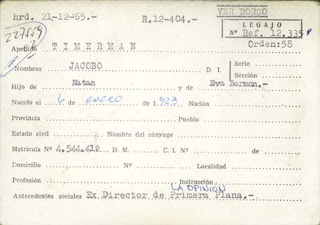 hrd. 21-12-65.- R.12-404.- VER DORSO
LEGAJO
Nº Ref. 12.335
Orden:58
Apellido TIMERMAN
Nombres JACOBO D. I. Serie
Sección
Hijo de Natan y de Eva Berman.-
Nacido el 6 de ENERO de 1.923. Nación
Provincia Pueblo
Estado civil Nombre del cónyuge
Matrícula Nº 4.544.612 D. M. C. I. Nº de
Domicilio Nº Localidad
Profesión Instrucción
LA OPINION
Antecedentes sociales Ex Director de Primera Plana.-